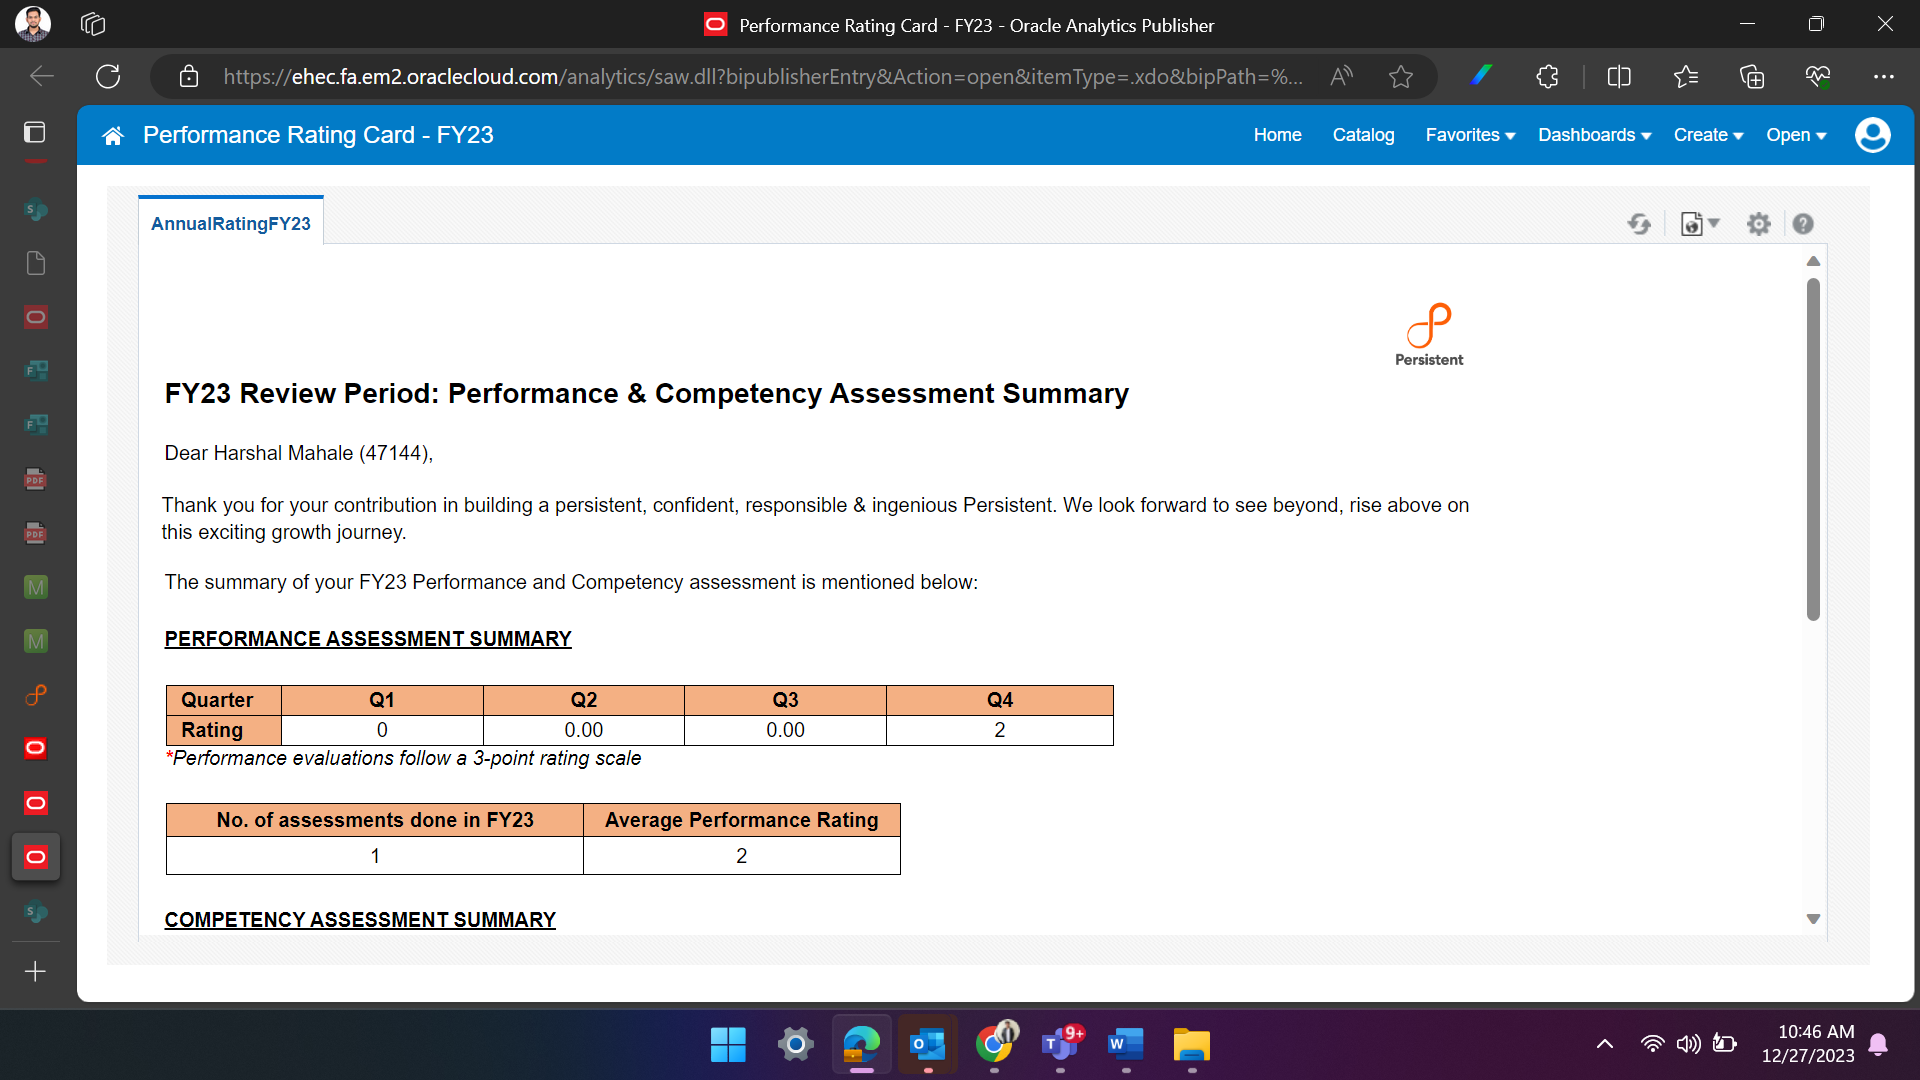 Performance Rating Card - FY23 - Oracle Analytics Publisher
https://ehec.fa.em2.oraclecloud.com/analytics/saw.dll?bipublisherEntry&Action=open&itemType=.xdo&bipPath=%...
Performance Rating Card - FY23
Home Catalog Favorites Dashboards Create Open
AnnualRatingFY23
Persistent
FY23 Review Period: Performance & Competency Assessment Summary
Dear Harshal Mahale (47144),
Thank you for your contribution in building a persistent, confident, responsible & ingenious Persistent. We look forward to see beyond, rise above on
this exciting growth journey.
The summary of your FY23 Performance and Competency assessment is mentioned below:
PERFORMANCE ASSESSMENT SUMMARY
Quarter Q1 Q2 Q3 Q4
Rating 0 0.00 0.00 2
*Performance evaluations follow a 3-point rating scale
No. of assessments done in FY23 Average Performance Rating
1 2
COMPETENCY ASSESSMENT SUMMARY
9+
10:46 AM
12/27/2023